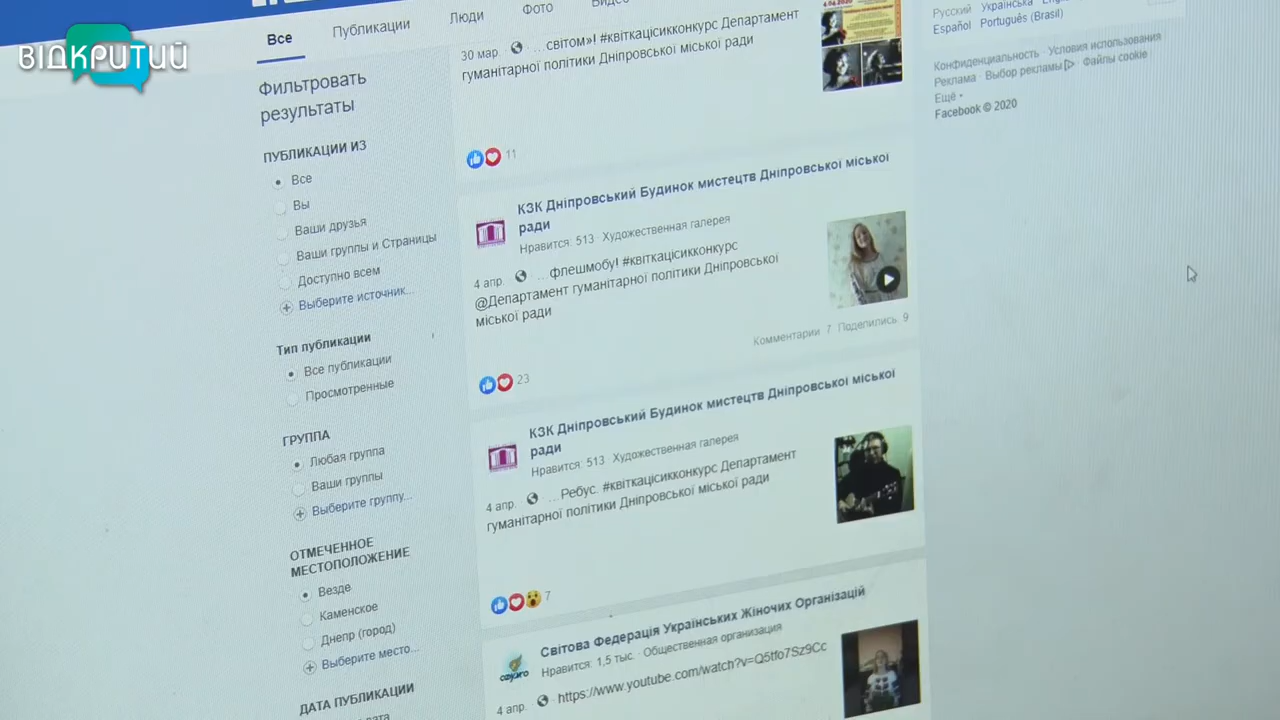 ВІДКРИТИЙ
Все
Публикации
Люди
Фото
Видео
Фильтровать
результаты
ПУБЛИКАЦИИ ИЗ
Все
Вы
Ваши друзья
Ваши группы и Страницы
Доступно всем
Выберите источник...
Тип публикации
Все публикации
Просмотренные
ГРУППА
Любая группа
Ваши группы
Выберите группу...
ОТМЕЧЕННОЕ
МЕСТОПОЛОЖЕНИЕ
Везде
Каменское
Днепр (город)
Выберите место...
ДАТА ПУБЛИКАЦИИ
30 мар. ... світом»! #квіткацісикконкурс Департамент
гуманітарної політики Дніпровської міської ради
4.04.2020
11
КЗК Дніпровський Будинок мистецтв Дніпровської міської
ради
Нравится: 513 · Художественная галерея
4 апр. ... флешмобу! #квіткацісикконкурс
@Департамент гуманітарної політики Дніпровської
міської ради
Комментарии 7 Поделились 9
23
КЗК Дніпровський Будинок мистецтв Дніпровської міської
ради
Нравится: 513 · Художественная галерея
4 апр. ... Ребус. #квіткацісикконкурс Департамент
гуманітарної політики Дніпровської міської ради
7
Світова Федерація Українських Жіночих Організацій
Нравится: 1,5 тыс. · Общественная организация
4 апр. https://www.youtube.com/watch?v=Q5tfo7Sz9Cc
Русский · Українська
Español · Português (Brasil)
Конфиденциальность · Условия использования
Реклама · Выбор рекламы · Файлы cookie
Ещё
Facebook © 2020